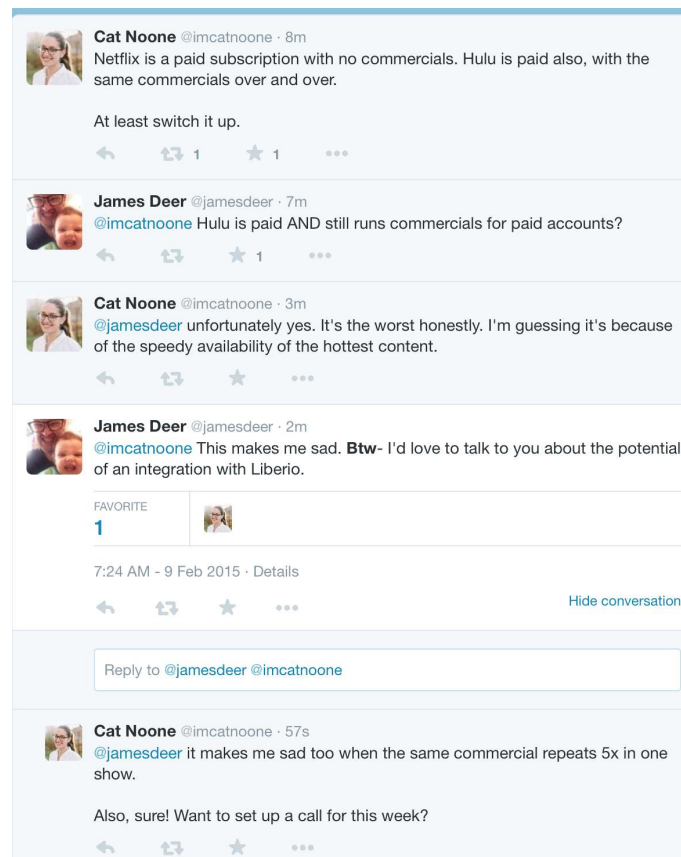 Cat Noone @imcatnoone · 8m
Netflix is a paid subscription with no commercials. Hulu is paid also, with the
same commercials over and over.
At least switch it up.
1 1
James Deer @jamesdeer · 7m
@imcatnoone Hulu is paid AND still runs commercials for paid accounts?
1
Cat Noone @imcatnoone · 3m
@jamesdeer unfortunately yes. It's the worst honestly. I'm guessing it's because
of the speedy availability of the hottest content.
James Deer @jamesdeer · 2m
@imcatnoone This makes me sad. Btw- I'd love to talk to you about the potential
of an integration with Liberio.
FAVORITE
1
7:24 AM - 9 Feb 2015 · Details
Hide conversation
Reply to @jamesdeer @imcatnoone
Cat Noone @imcatnoone · 57s
@jamesdeer it makes me sad too when the same commercial repeats 5x in one
show.
Also, sure! Want to set up a call for this week?